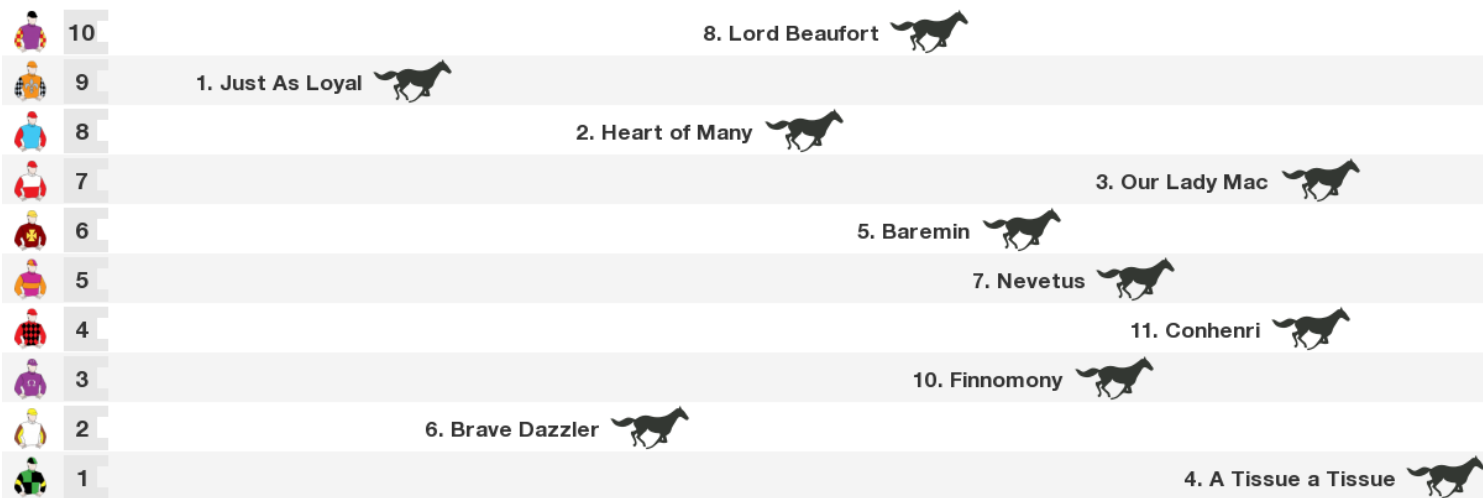 10 8. Lord Beaufort
9 1. Just As Loyal
8 2. Heart of Many
7 3. Our Lady Mac
6 5. Baremin
5 7. Nevetus
4 11. Conhenri
3 10. Finnomony
2 6. Brave Dazzler
1 4. A Tissue a Tissue